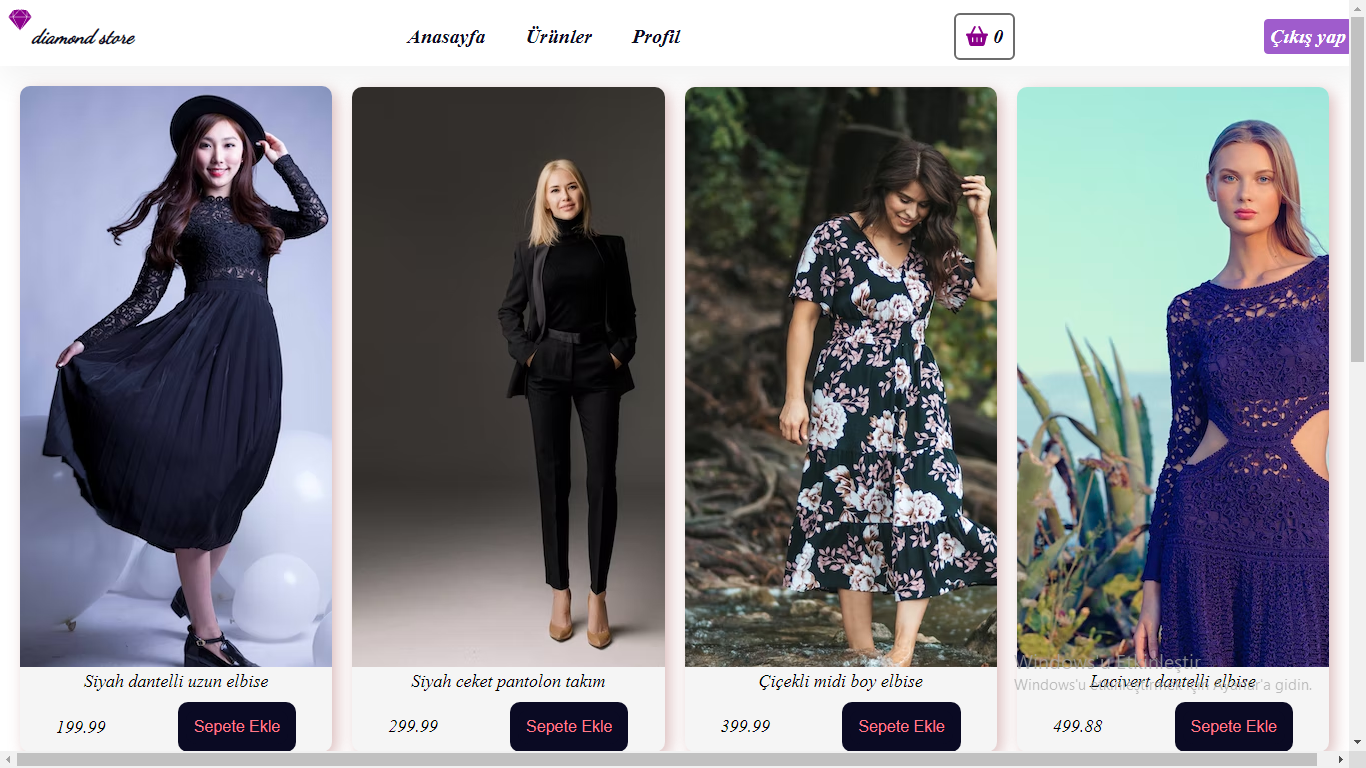 diamond store
Anasayfa Ürünler Profil
0
Çıkış yap
Siyah dantelli uzun elbise
199.99
Sepete Ekle
Siyah ceket pantolon takım
299.99
Sepete Ekle
Çiçekli midi boy elbise
399.99
Sepete Ekle
Windows'u Etkinleştir
Windows'u etkinleştirmek için Ayarlar'a gidin.
Lacivert dantelli elbise
499.88
Sepete Ekle